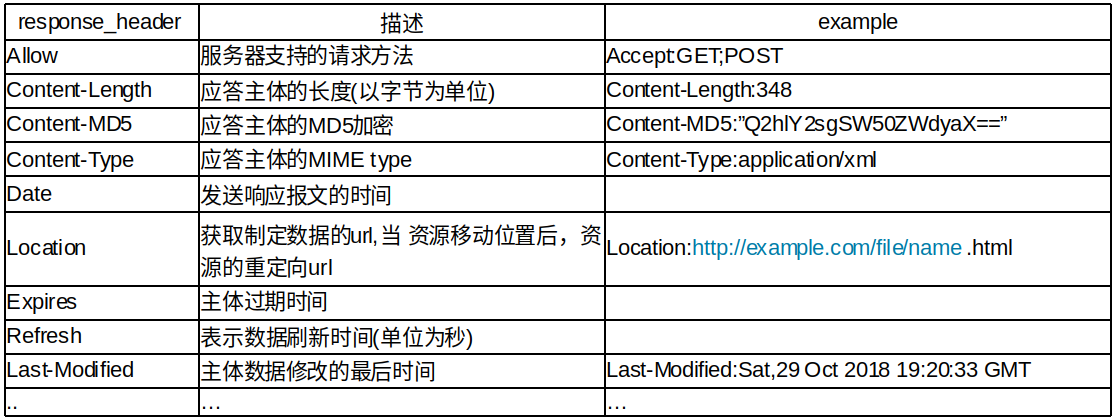 response_header 描述 example
Allow 服务器支持的请求方法 Accept:GET;POST
Content-Length 应答主体的长度(以字节为单位) Content-Length:348
Content-MD5 应答主体的MD5加密 Content-MD5:”Q2hlY2sgSW50ZWdyaX==”
Content-Type 应答主体的MIME type Content-Type:application/xml
Date 发送响应报文的时间
Location 获取制定数据的url,当 资源移动位置后，资
源的重定向url Location:http://example.com/file/name .html
Expires 主体过期时间
Refresh 表示数据刷新时间(单位为秒)
Last-Modified 主体数据修改的最后时间 Last-Modified:Sat,29 Oct 2018 19:20:33 GMT
.. … …